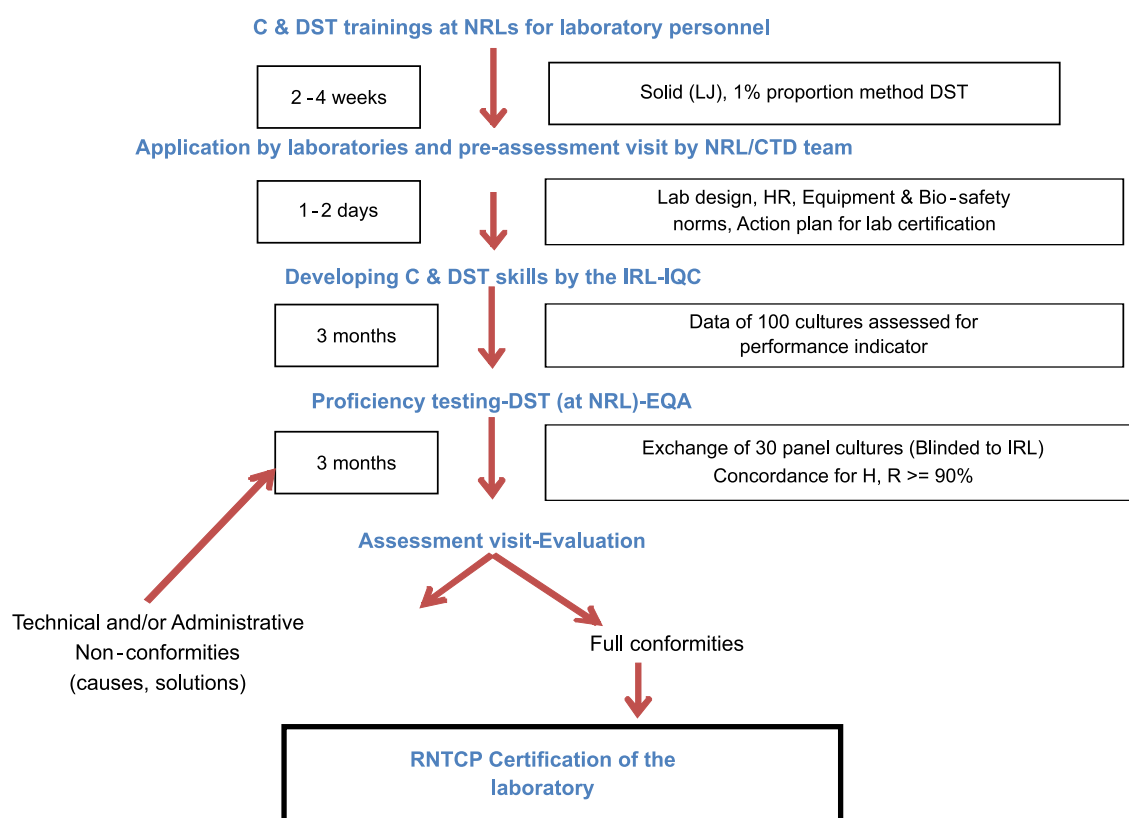 C & DST trainings at NRLs for laboratory personnel
2-4 weeks
Solid (LJ), 1% proportion method DST
Application by laboratories and pre-assessment visit by NRL/CTD team
1-2 days
Lab design, HR, Equipment & Bio-safety
norms, Action plan for lab certification
Developing C & DST skills by the IRL-IQC
3 months
Data of 100 cultures assessed for
performance indicator
Proficiency testing-DST (at NRL)-EQA
3 months
Exchange of 30 panel cultures (Blinded to IRL)
Concordance for H, R >= 90%
Assessment visit-Evaluation
Technical and/or Administrative
Non-conformities
(causes, solutions)
Full conformities
RNTCP Certification of the
laboratory